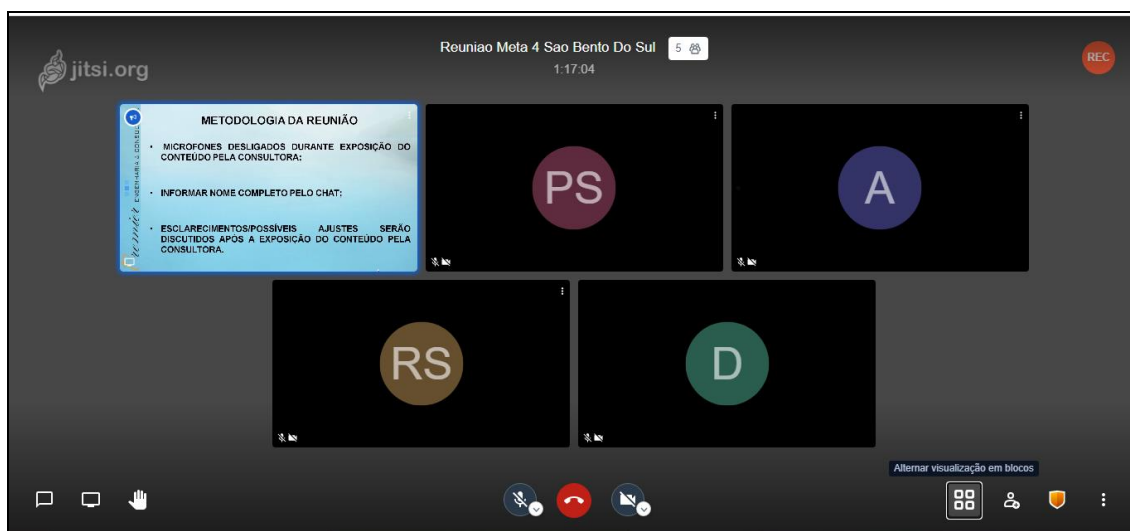 jitsi.org
Reuniao Meta 4 Sao Bento Do Sul 5
1:17:04
REC
METODOLOGIA DA REUNIÃO
• MICROFONES DESLIGADOS DURANTE EXPOSIÇÃO DO
CONTEÚDO PELA CONSULTORA;
• INFORMAR NOME COMPLETO PELO CHAT;
• ESCLARECIMENTOS/POSSÍVEIS AJUSTES SERÃO
DISCUTIDOS APÓS A EXPOSIÇÃO DO CONTEÚDO PELA
CONSULTORA.
PS
A
RS
D
Alternar visualização em blocos